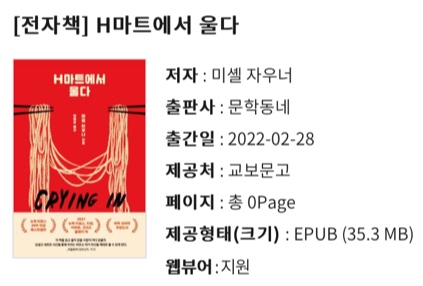 [전자책] H마트에서 울다
H마트에서
울다
CRYING IN
저자 : 미셸 자우너
출판사 : 문학동네
출간일 : 2022-02-28
제공처 : 교보문고
페이지 : 총 0Page
제공형태(크기) : EPUB (35.3 MB)
웹뷰어 :지원